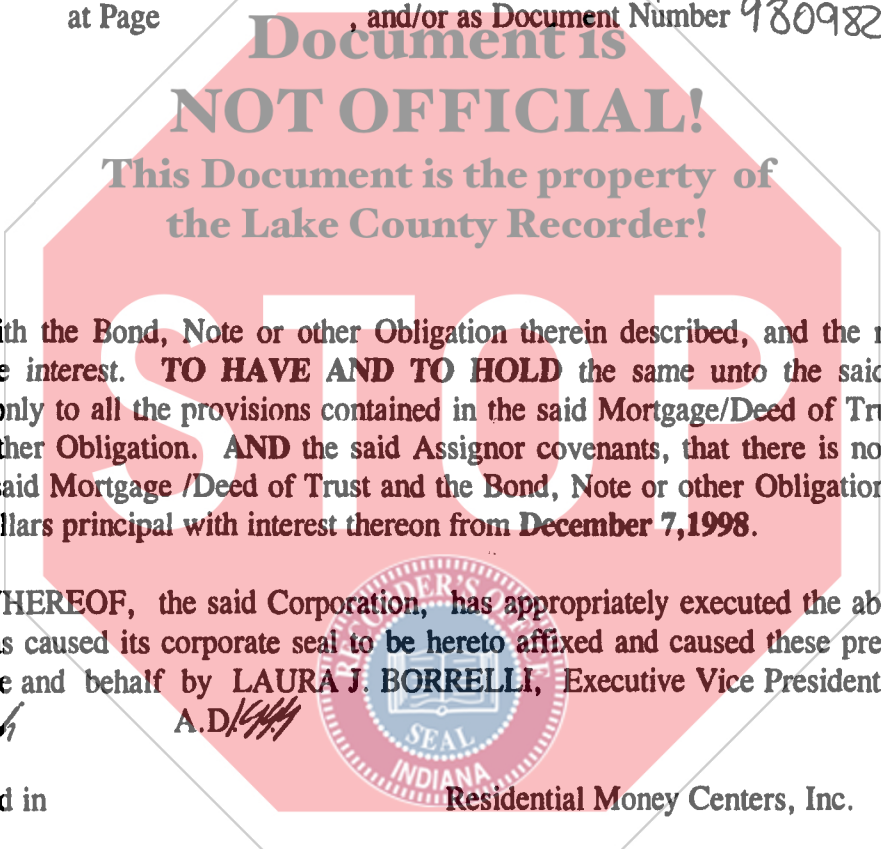 at Page , and/or as Document Number 980982
Document is
NOT OFFICIAL!
This Document is the property of
the Lake County Recorder!
STOP
ith the Bond, Note or other Obligation therein described, and the
e interest. TO HAVE AND TO HOLD the same unto the said
only to all the provisions contained in the said Mortgage/Deed of Tru
ther Obligation. AND the said Assignor covenants, that there is no
said Mortgage /Deed of Trust and the Bond, Note or other Obligation
llars principal with interest thereon from December 7,1998.
HEREOF, the said Corporation, has appropriately executed the ab
s caused its corporate seal to be hereto affixed and caused these pre
e and behalf by LAURA J. BORRELLI, Executive Vice President
A.D.
RECORDER'S OFFICE
SEAL
INDIANA
d in Residential Money Centers, Inc.